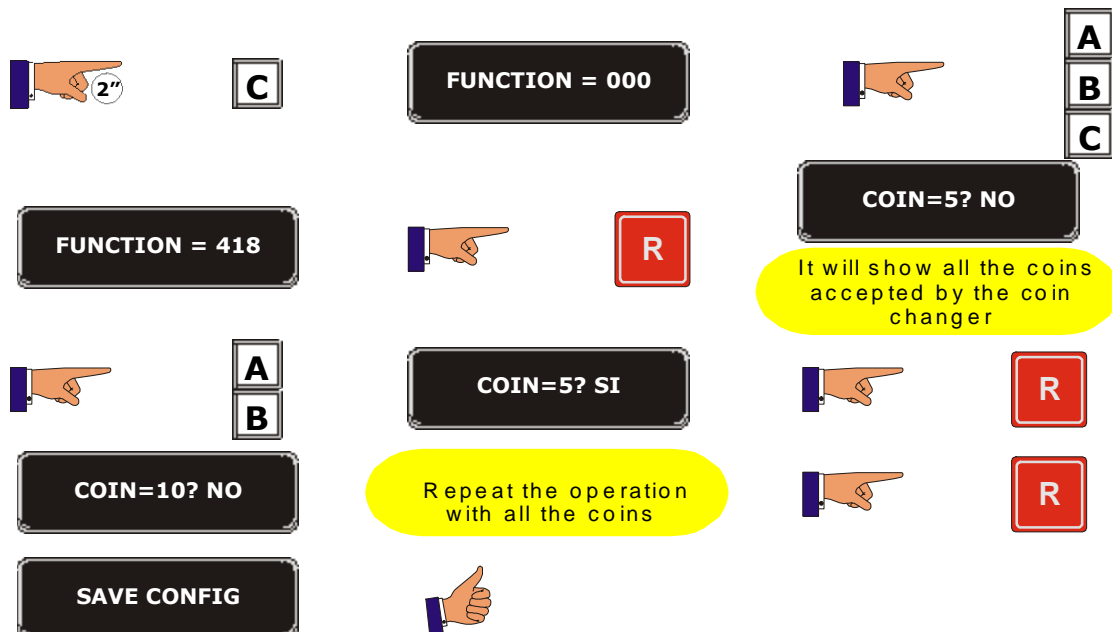 2”
C
FUNCTION = 000
A
B
C
FUNCTION = 418
R
COIN=5? NO
It will show all the coins
accepted by the coin
changer
A
B
COIN=5? SI
R
COIN=10? NO
Repeat the operation
with all the coins
R
SAVE CONFIG